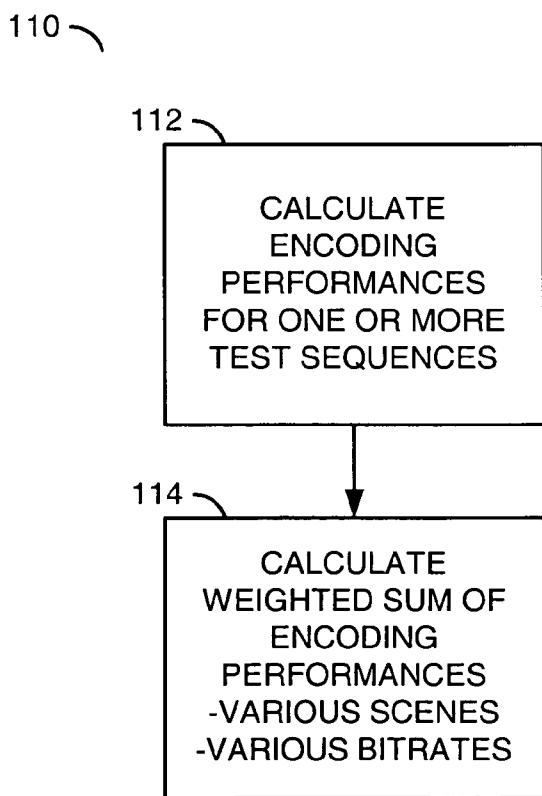 110
112
CALCULATE
ENCODING
PERFORMANCES
FOR ONE OR MORE
TEST SEQUENCES
114
CALCULATE
WEIGHTED SUM OF
ENCODING
PERFORMANCES
-VARIOUS SCENES
-VARIOUS BITRATES